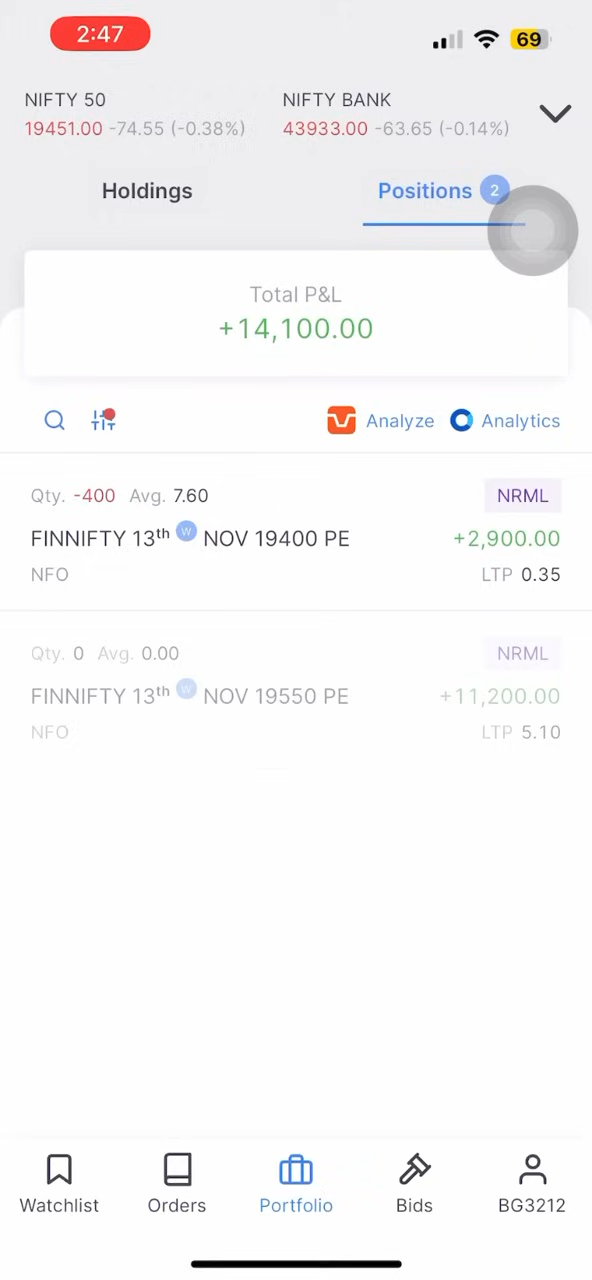 2:47 69
NIFTY 50 NIFTY BANK
19451.00 -74.55 (-0.38%) 43933.00 -63.65 (-0.14%)
Holdings Positions 2
Total P&L
+14,100.00
Analyze Analytics
Qty. -400 Avg. 7.60 NRML
FINNIFTY 13th W NOV 19400 PE +2,900.00
NFO LTP 0.35
Qty. 0 Avg. 0.00 NRML
FINNIFTY 13th W NOV 19550 PE +11,200.00
NFO LTP 5.10
Watchlist Orders Portfolio Bids BG3212